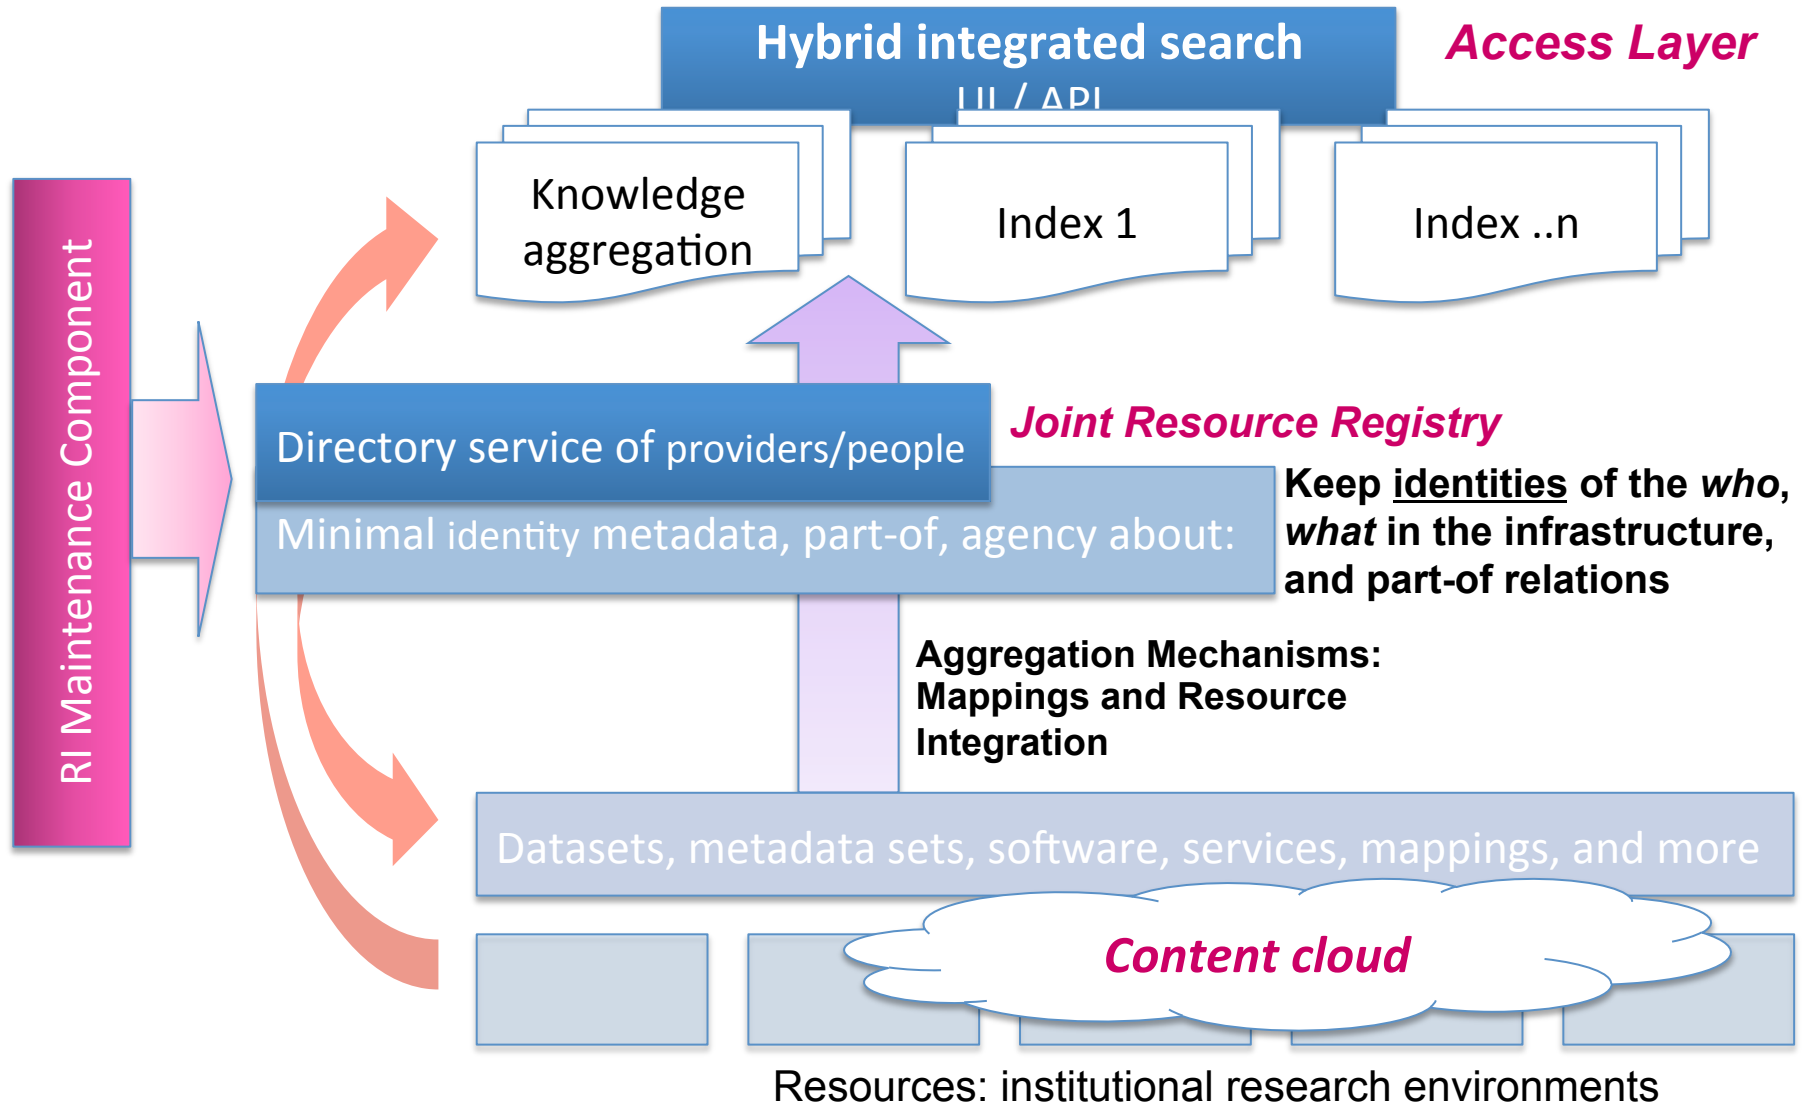 Hybrid integrated search
UI / API
Access Layer
Knowledge
aggregation
Index 1
Index ..n
RI Maintenance Component
Directory service of providers/people
Joint Resource Registry
Minimal identity metadata, part-of, agency about:
Keep identities of the who,
what in the infrastructure,
and part-of relations
Aggregation Mechanisms:
Mappings and Resource
Integration
Datasets, metadata sets, software, services, mappings, and more
Content cloud
Resources: institutional research environments